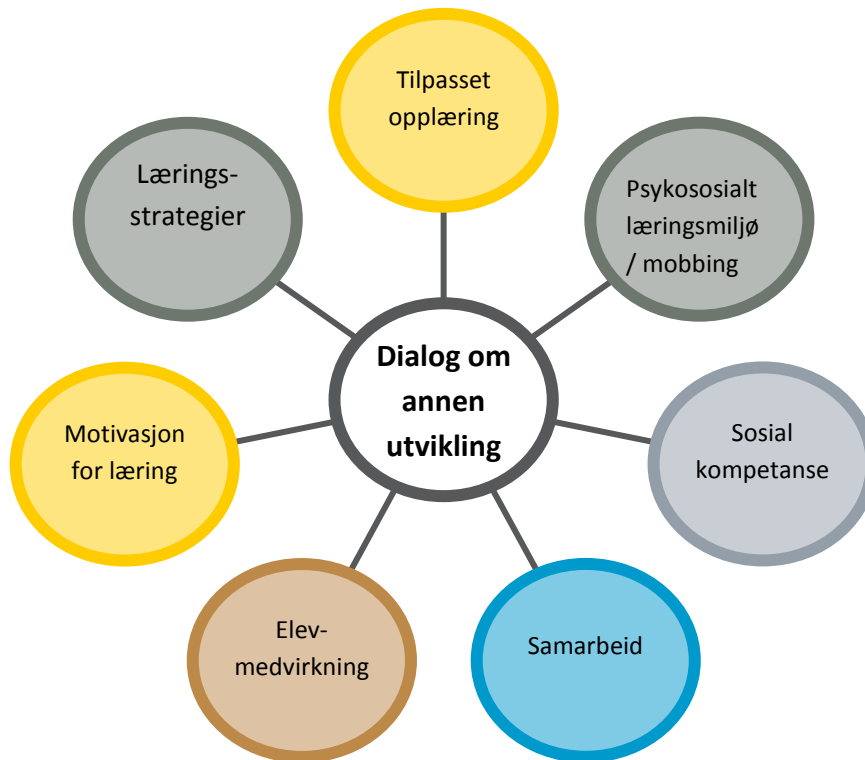 Tilpasset
opplæring
Lærings-
strategier
Psykososialt
læringsmiljø
/ mobbing
Dialog om
annen
utvikling
Motivasjon
for læring
Sosial
kompetanse
Elev-
medvirkning
Samarbeid